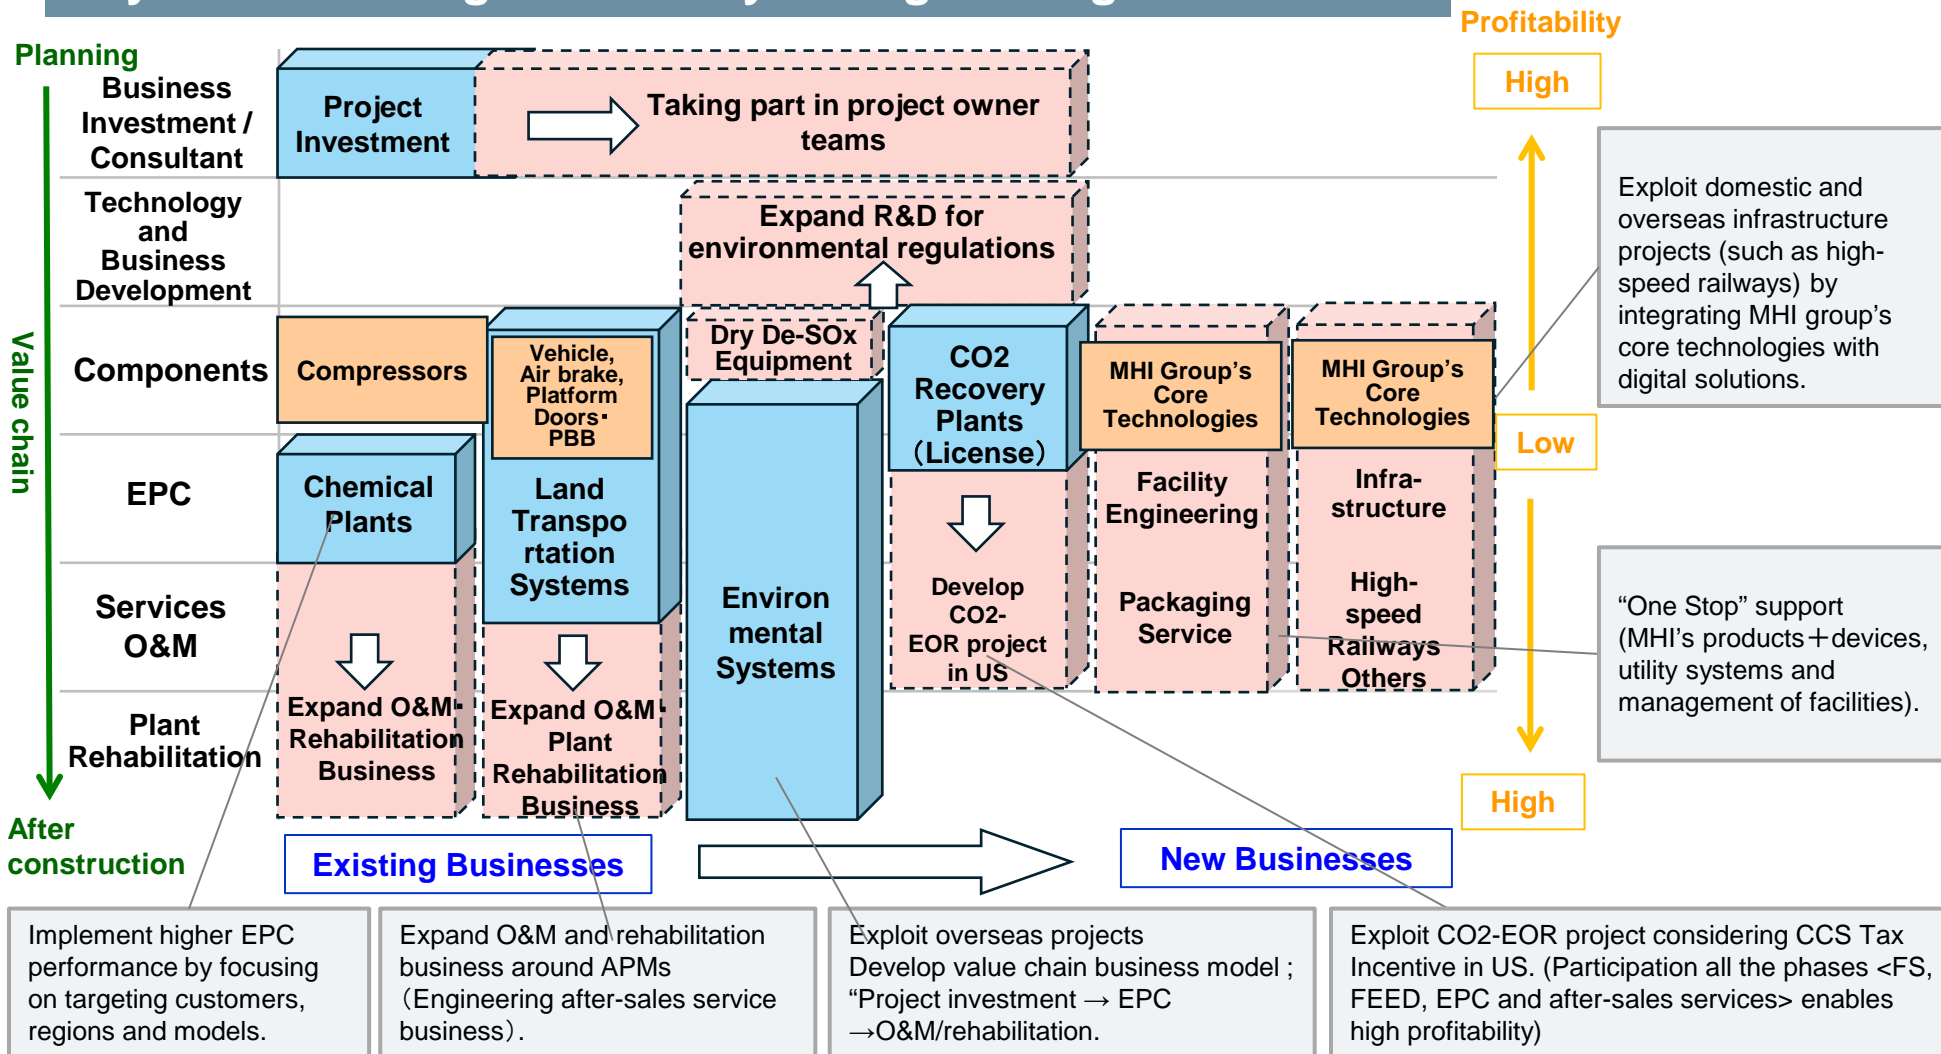 Profitability
Planning
High
Business
Investment /
Consultant
Project
Investment
Taking part in project owner
teams
Technology
and
Business
Development
Expand R&D for
environmental regulations
Exploit domestic and
overseas infrastructure
projects (such as high-
speed railways) by
integrating MHI group's
core technologies with
digital solutions.
Value chain
Components
Compressors
Vehicle,
Air brake,
Platform
Doors・
PBB
Dry De-SOx
Equipment
CO2
Recovery
Plants
（License）
MHI Group's
Core
Technologies
MHI Group's
Core
Technologies
Low
EPC
Chemical
Plants
Land
Transpo
rtation
Systems
Facility
Engineering
Infra-
structure
Services
O&M
Environ
mental
Systems
Develop
CO2-
EOR project
in US
Packaging
Service
High-
speed
Railways
Others
“One Stop” support
(MHI's products＋devices,
utility systems and
management of facilities).
Plant
Rehabilitation
Expand O&M・
Rehabilitation
Business
Expand O&M・
Plant
Rehabilitation
Business
High
After
construction
Existing Businesses
New Businesses
Implement higher EPC
performance by focusing
on targeting customers,
regions and models.
Expand O&M and rehabilitation
business around APMs
（Engineering after-sales service
business）.
Exploit overseas projects
Develop value chain business model ;
“Project investment → EPC
→O&M/rehabilitation.
Exploit CO2-EOR project considering CCS Tax
Incentive in US. (Participation all the phases <FS,
FEED, EPC and after-sales services> enables
high profitability)